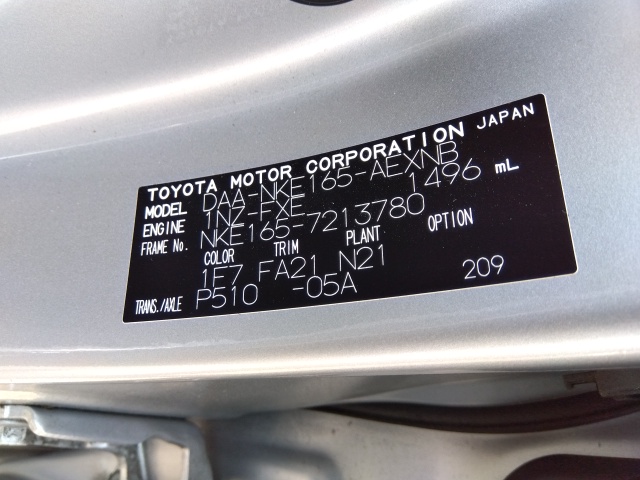 TOYOTA MOTOR CORPORATION JAPAN
MODEL DAA-NKE165-AEXNB
ENGINE 1NZ-FXE 1496 mL
FRAME No. NKE165-7213780
COLOR TRIM PLANT OPTION
1F7 FA21 N21
TRANS./AXLE P510 -05A 209